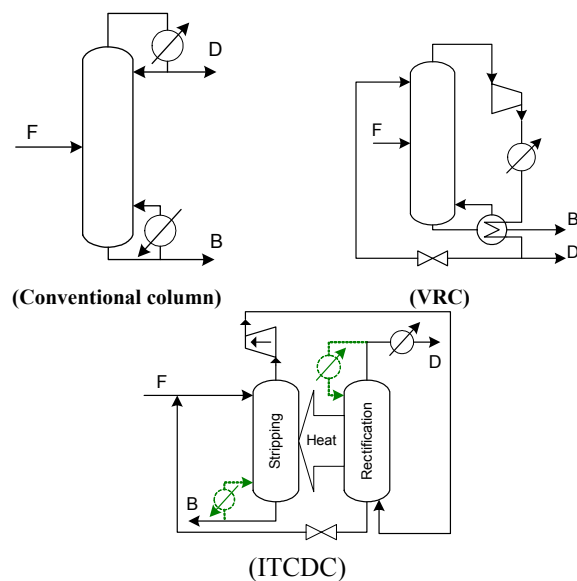 D
F
B
(Conventional column)
F
B
D
(VRC)
F
D
Stripping
Heat
Rectification
B
(ITCDC)